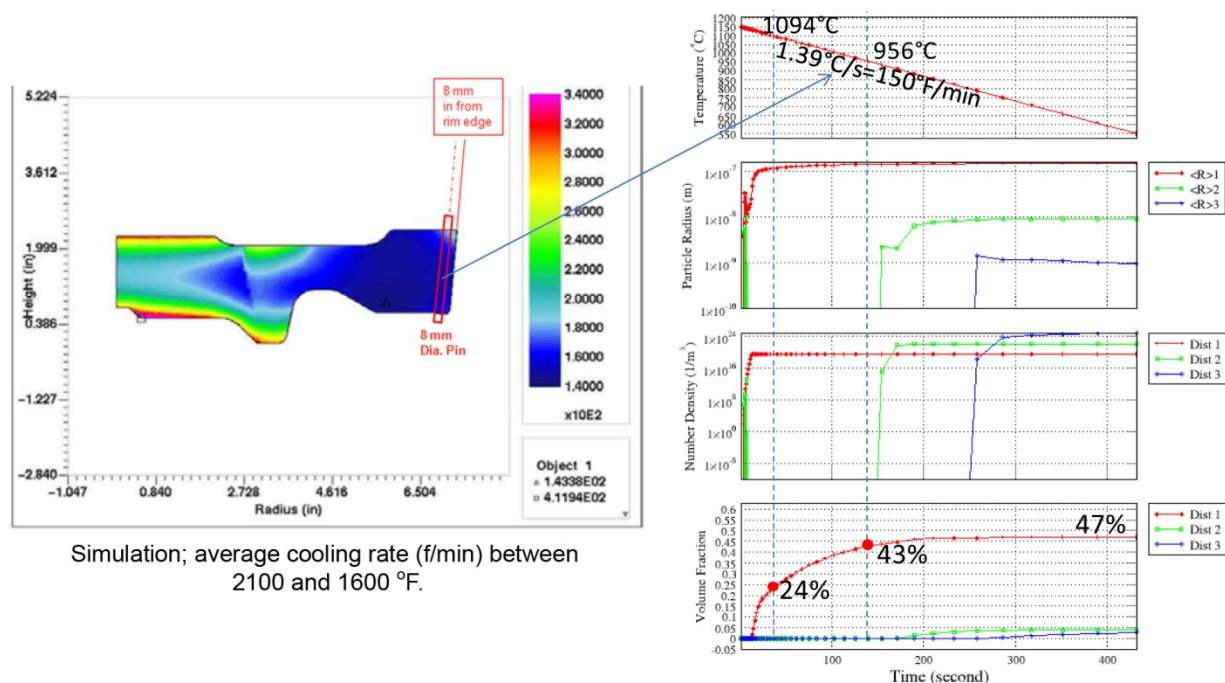 5.224
3.612
1.999
0.386
-1.227
-2.840
Height (in)
-1.047
0.840
2.728
4.616
6.504
Radius (in)
8 mm
in from
rim edge
8 mm
Dia. Pin
3.4000
3.2000
3.0000
2.8000
2.6000
2.4000
2.2000
2.0000
1.8000
1.6000
1.4000
x10E2
Object 1
1.4338E02
4.1194E02
Simulation; average cooling rate (f/min) between
2100 and 1600 °F.
1200
1150
1100
1050
1000
950
900
850
800
750
700
650
600
550
Temperature (°C)
1094°C
956°C
1.39°C/s=150°F/min
1×10⁻⁷
1×10⁻⁸
1×10⁻⁹
1×10⁻¹⁰
Particle Radius (m)
<R>1
<R>2
<R>3
1×10²⁴
1×10¹⁶
1×10⁸
1×10⁰
1×10⁻⁸
Number Density (1/m³)
Dist 1
Dist 2
Dist 3
0.6
0.55
0.5
0.45
0.4
0.35
0.3
0.25
0.2
0.15
0.1
0.05
0
-0.05
Volume Fraction
24%
43%
47%
Dist 1
Dist 2
Dist 3
100
200
300
400
Time (second)